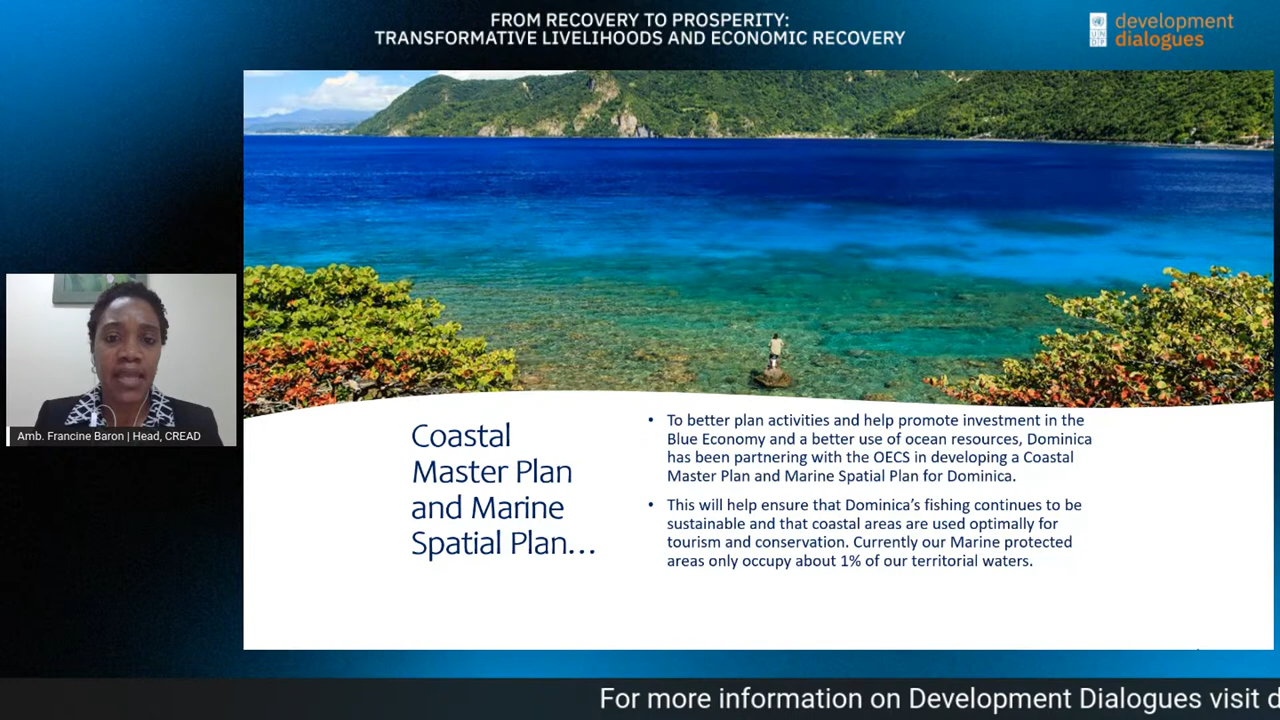 FROM RECOVERY TO PROSPERITY:
TRANSFORMATIVE LIVELIHOODS AND ECONOMIC RECOVERY
UN
DP
development
dialogues
Amb. Francine Baron | Head, CREAD
Coastal
Master Plan
and Marine
Spatial Plan…
• To better plan activities and help promote investment in the
Blue Economy and a better use of ocean resources, Dominica
has been partnering with the OECS in developing a Coastal
Master Plan and Marine Spatial Plan for Dominica.
• This will help ensure that Dominica’s fishing continues to be
sustainable and that coastal areas are used optimally for
tourism and conservation. Currently our Marine protected
areas only occupy about 1% of our territorial waters.
For more information on Development Dialogues visit